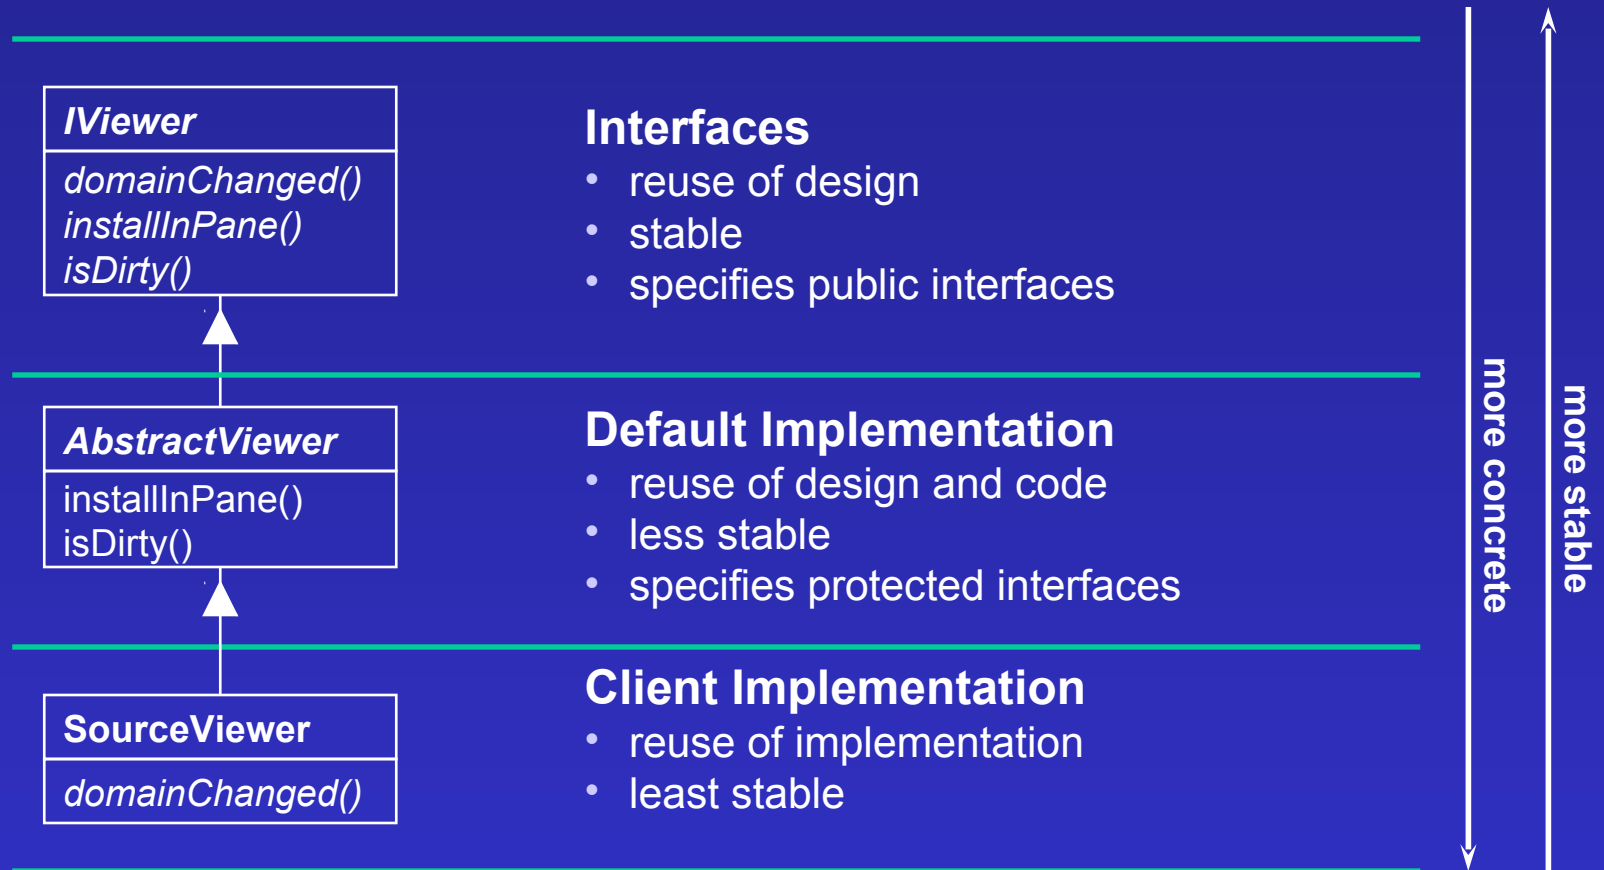 IViewer
domainChanged()
installInPane()
isDirty()
Interfaces
• reuse of design
• stable
• specifies public interfaces
AbstractViewer
installInPane()
isDirty()
Default Implementation
• reuse of design and code
• less stable
• specifies protected interfaces
SourceViewer
domainChanged()
Client Implementation
• reuse of implementation
• least stable
more concrete
more stable